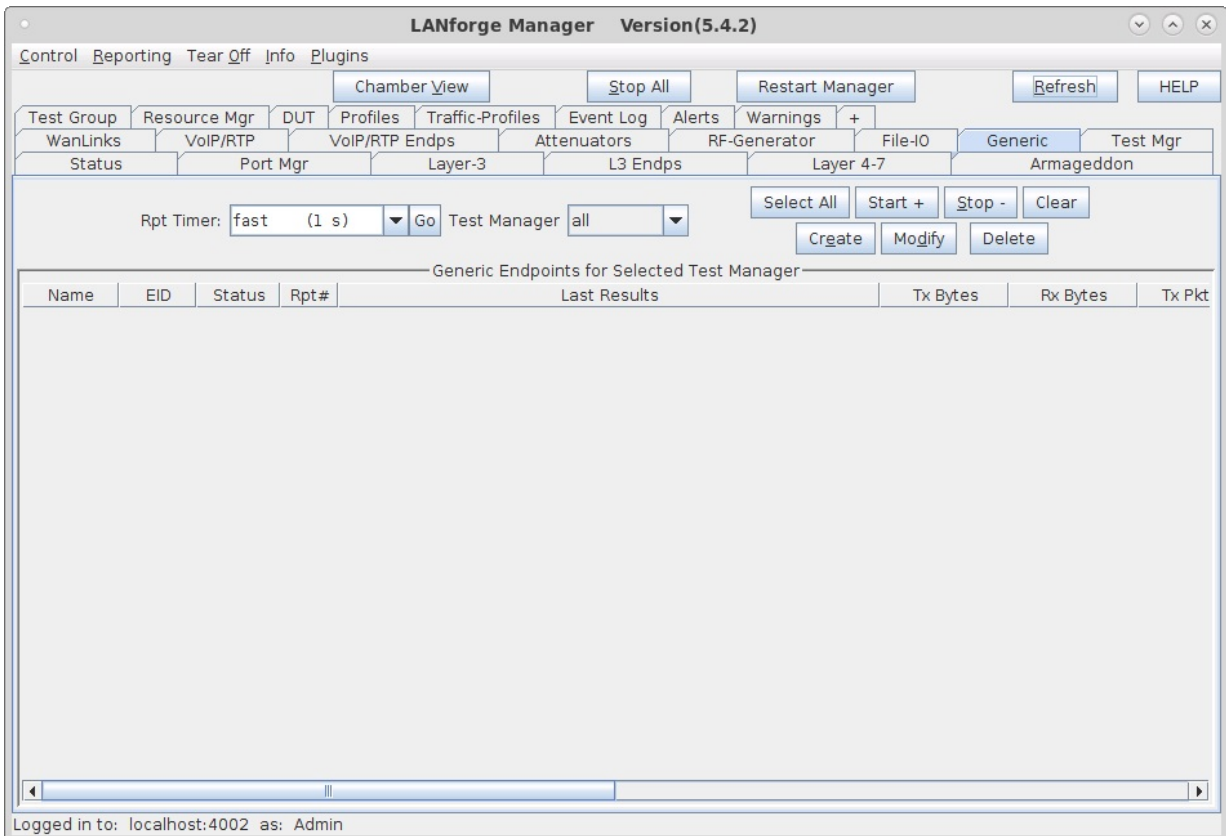 LANforge Manager Version(5.4.2)
Control Reporting Tear Off Info Plugins
Chamber View Stop All Restart Manager Refresh HELP
Test Group Resource Mgr DUT Profiles Traffic-Profiles Event Log Alerts Warnings +
WanLinks VoIP/RTP VoIP/RTP Endps Attenuators RF-Generator File-IO Generic Test Mgr
Status Port Mgr Layer-3 L3 Endps Layer 4-7 Armageddon
Select All Start + Stop - Clear
Rpt Timer: fast (1 s) Go Test Manager all
Create Modify Delete
Generic Endpoints for Selected Test Manager
Name EID Status Rpt# Last Results Tx Bytes Rx Bytes Tx Pkt
Logged in to: localhost:4002 as: Admin